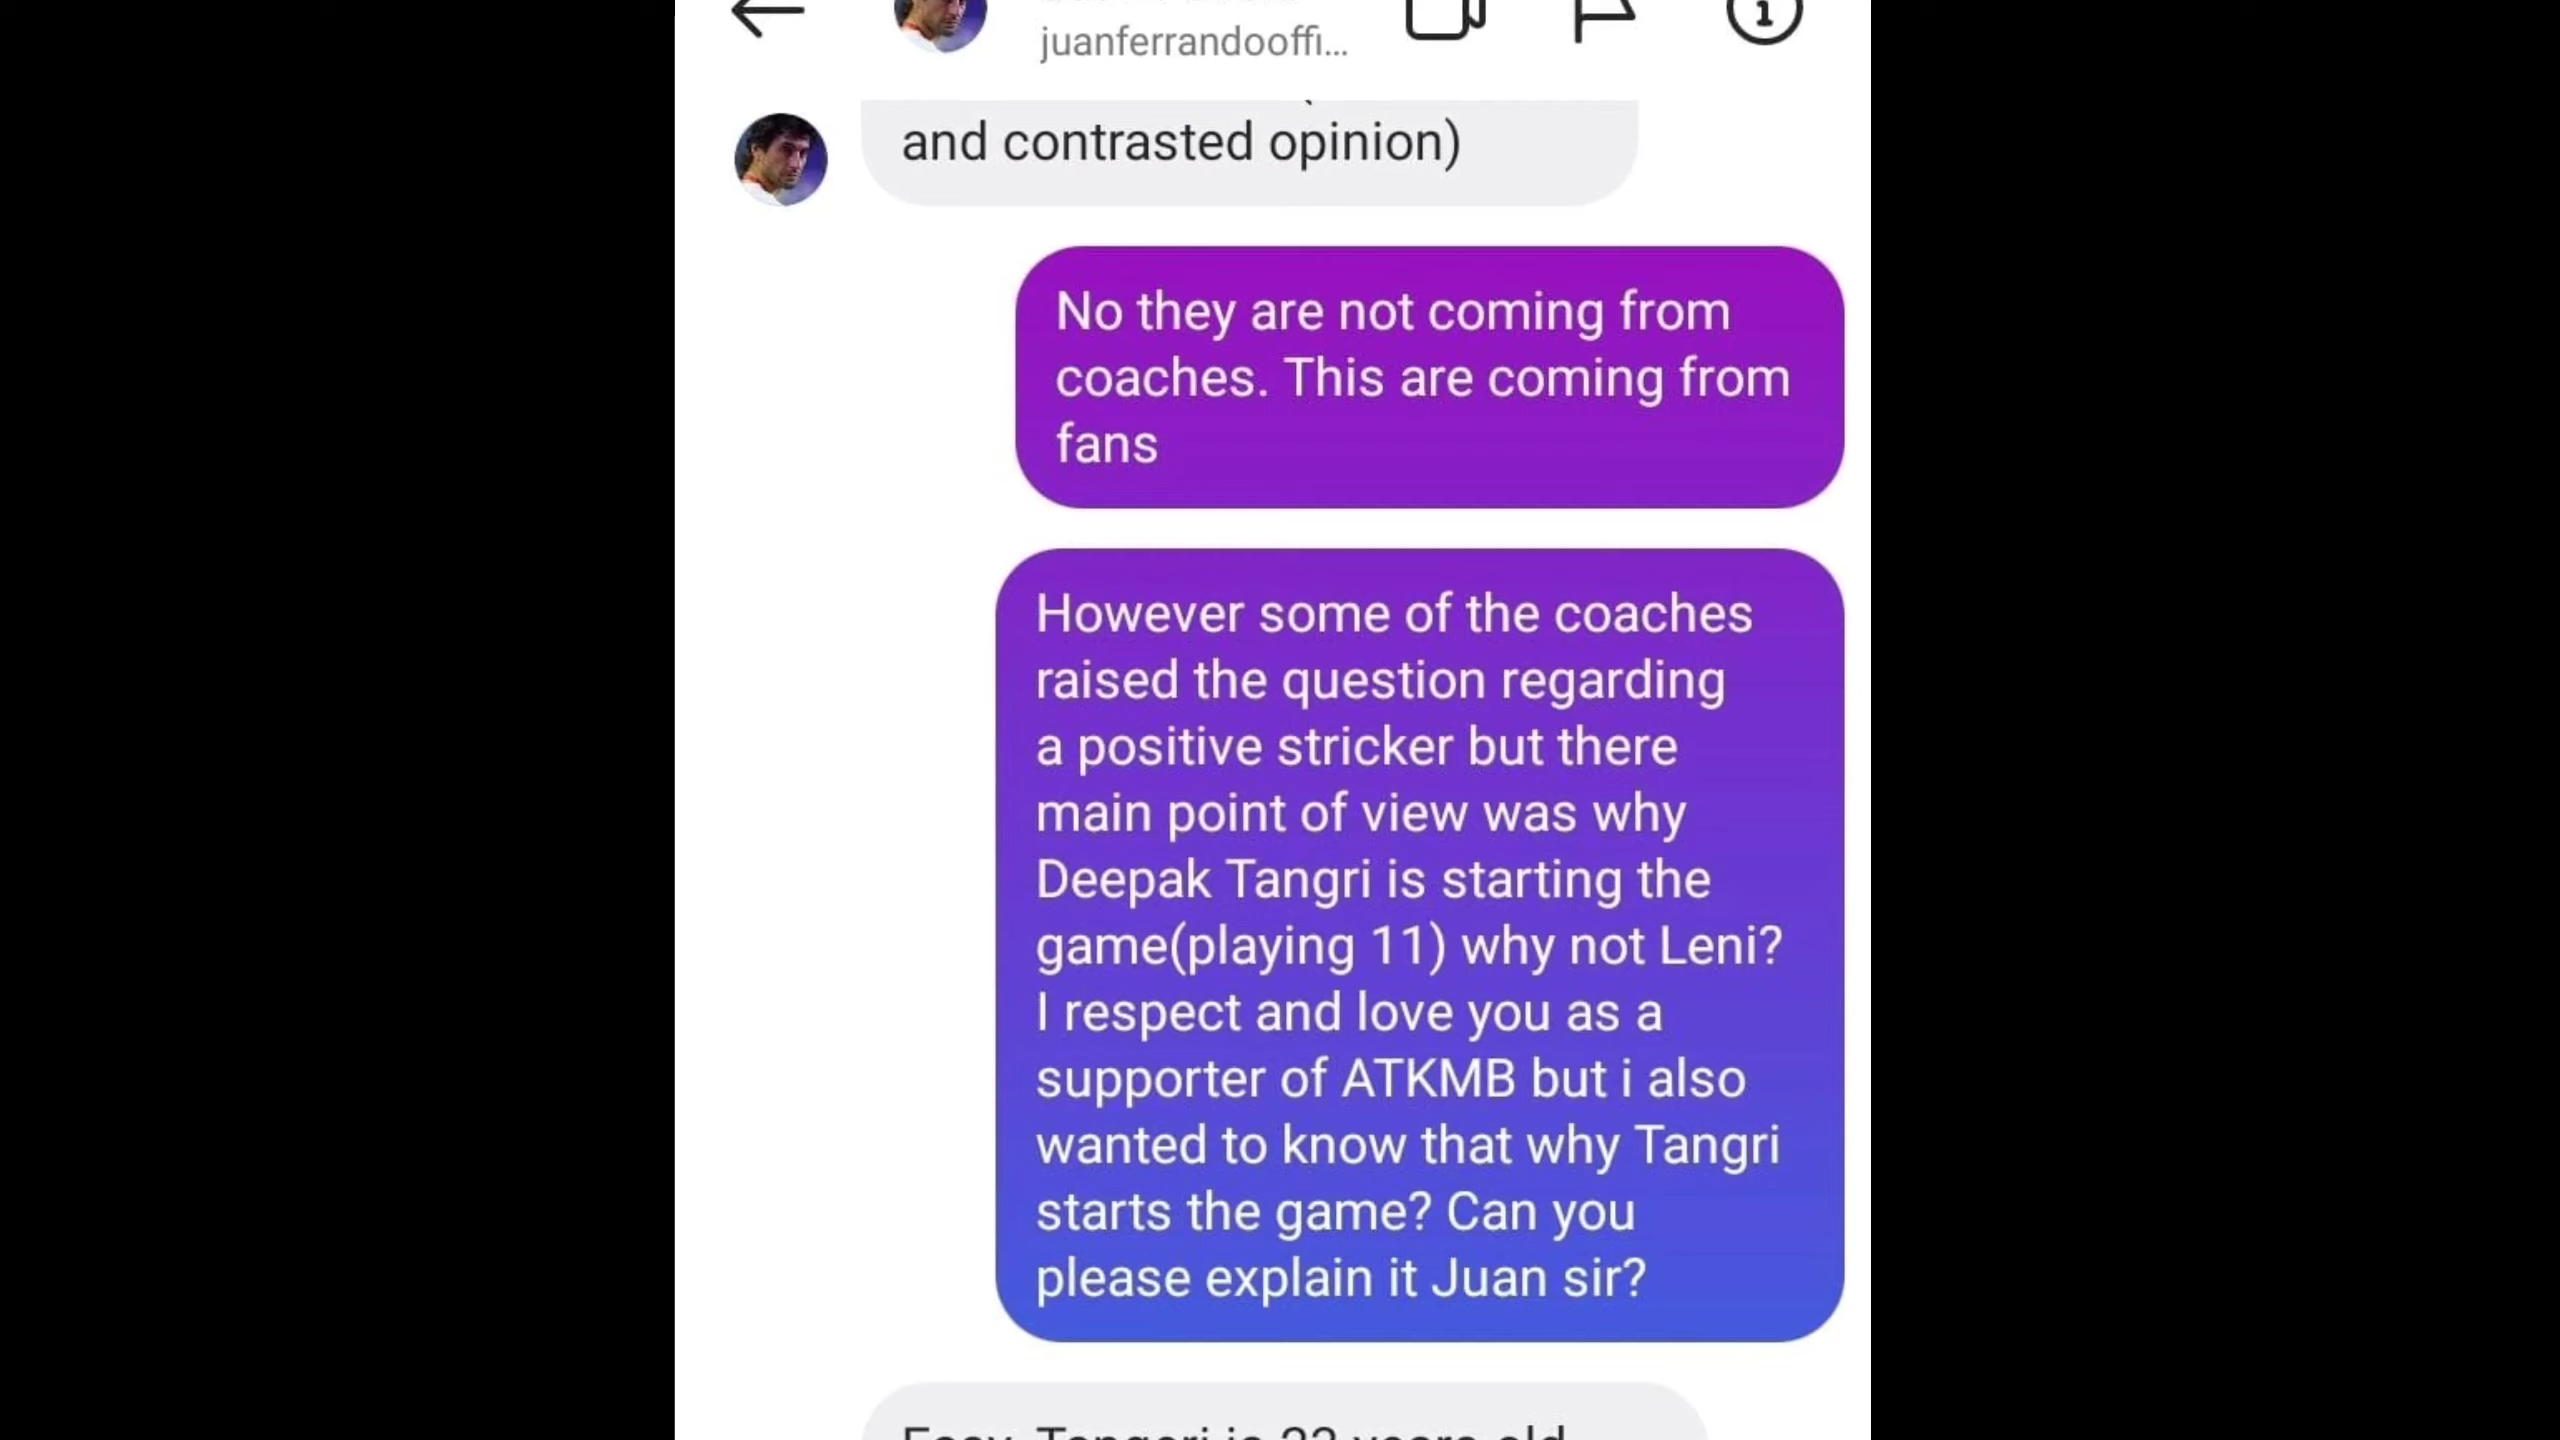 juanferrandooffi...
and contrasted opinion)
No they are not coming from
coaches. This are coming from
fans
However some of the coaches
raised the question regarding
a positive stricker but there
main point of view was why
Deepak Tangri is starting the
game(playing 11) why not Leni?
I respect and love you as a
supporter of ATKMB but i also
wanted to know that why Tangri
starts the game? Can you
please explain it Juan sir?